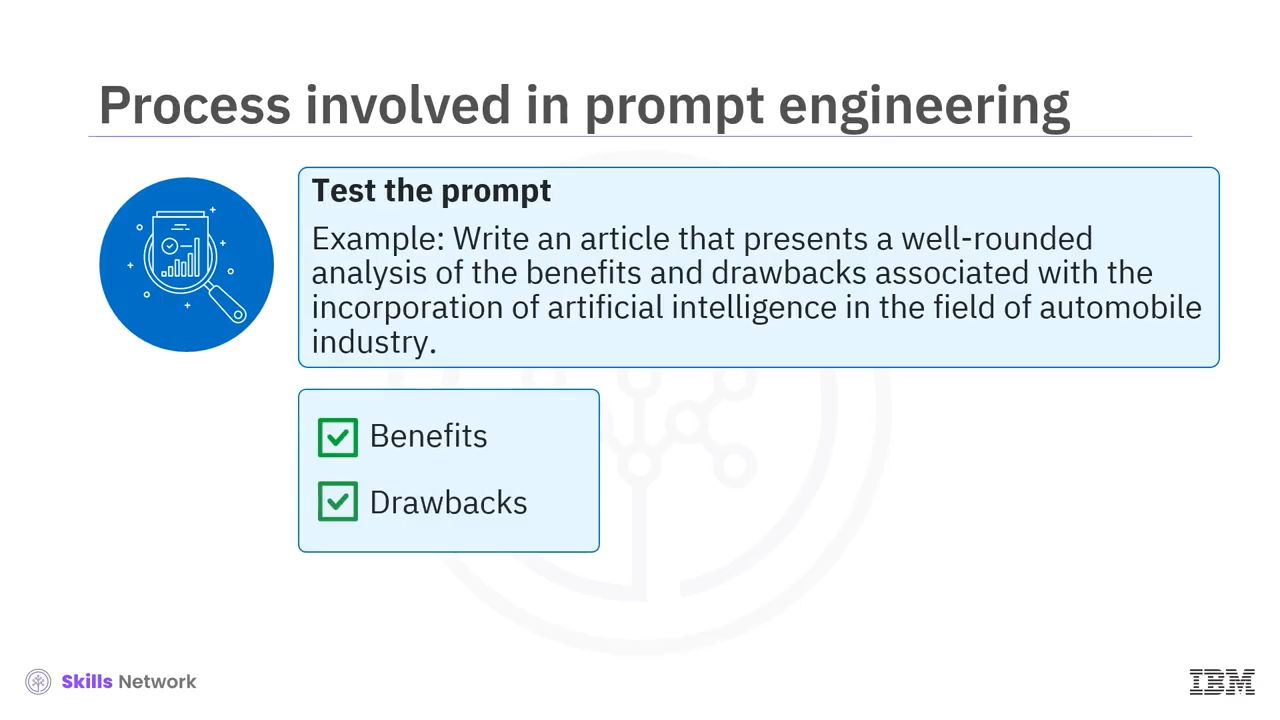 Process involved in prompt engineering
Test the prompt
Example: Write an article that presents a well-rounded
analysis of the benefits and drawbacks associated with the
incorporation of artificial intelligence in the field of automobile
industry.
Benefits
Drawbacks
Skills Network
IBM